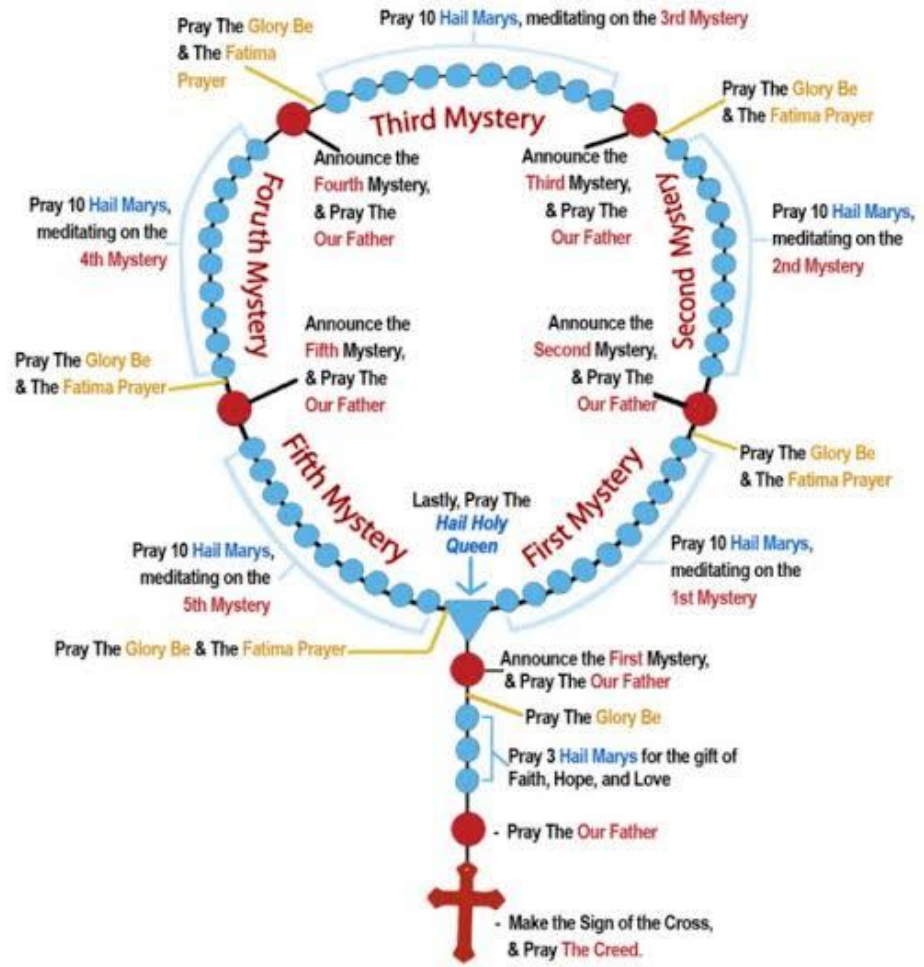 Pray 10 Hail Marys, meditating on the 3rd Mystery
Pray The Glory Be
& The Fatima
Prayer
Pray The Glory Be
& The Fatima Prayer
Third Mystery
Announce the
Fourth Mystery,
& Pray The
Our Father
Announce the
Third Mystery,
& Pray The
Our Father
Pray 10 Hail Marys,
meditating on the
4th Mystery
Foruth Mystery
Second Mystery
Pray 10 Hail Marys,
meditating on the
2nd Mystery
Announce the
Fifth Mystery,
& Pray The
Our Father
Announce the
Second Mystery,
& Pray The
Our Father
Pray The Glory Be
& The Fatima Prayer
Pray The Glory Be
& The Fatima Prayer
Fifth Mystery
Lastly, Pray The
Hail Holy
Queen
First Mystery
Pray 10 Hail Marys,
meditating on the
5th Mystery
Pray 10 Hail Marys,
meditating on the
1st Mystery
Pray The Glory Be & The Fatima Prayer
Announce the First Mystery,
& Pray The Our Father
Pray The Glory Be
Pray 3 Hail Marys for the gift of
Faith, Hope, and Love
- Pray The Our Father
- Make the Sign of the Cross,
& Pray The Creed.